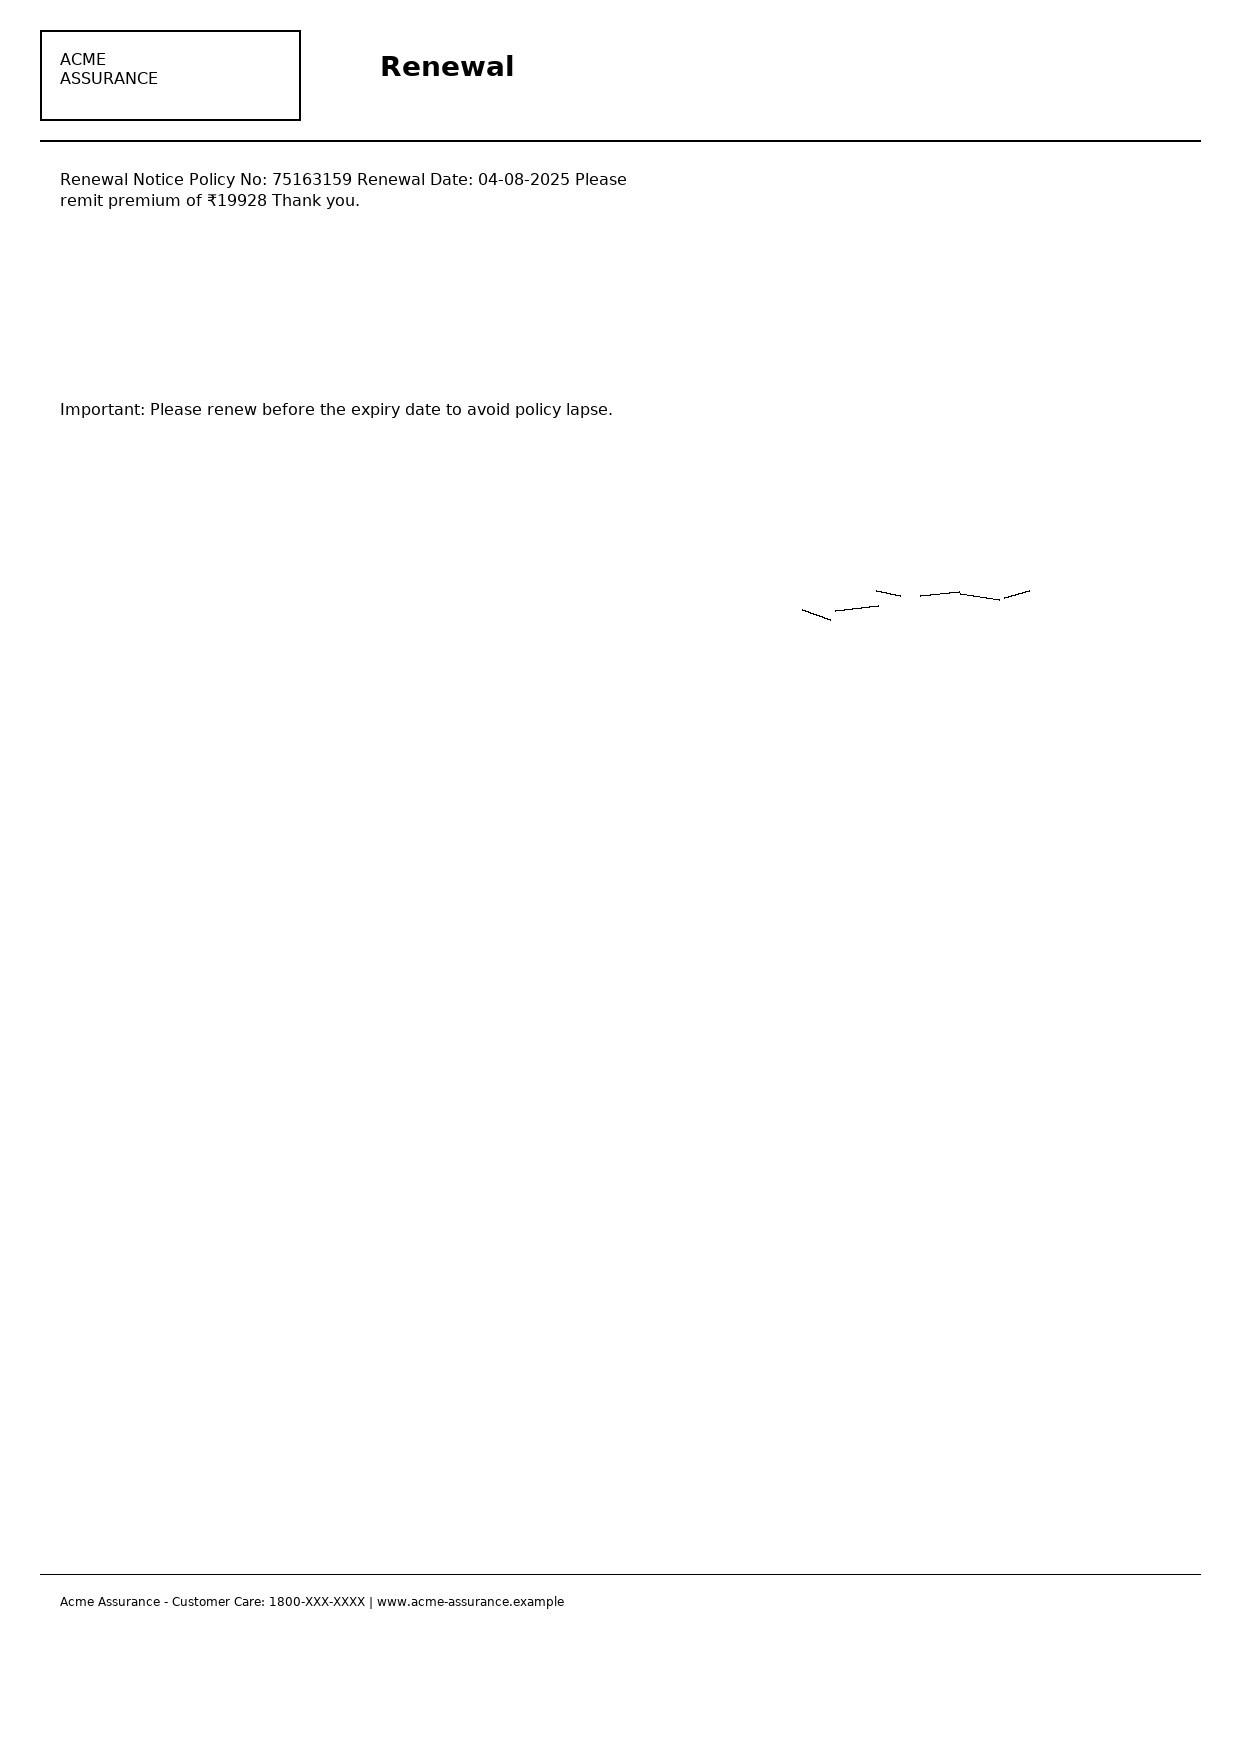 ACME
ASSURANCE
Renewal
Renewal Notice Policy No: 75163159 Renewal Date: 04-08-2025 Please
remit premium of ₹19928 Thank you.
Important: Please renew before the expiry date to avoid policy lapse.
Acme Assurance - Customer Care: 1800-XXX-XXXX | www.acme-assurance.example